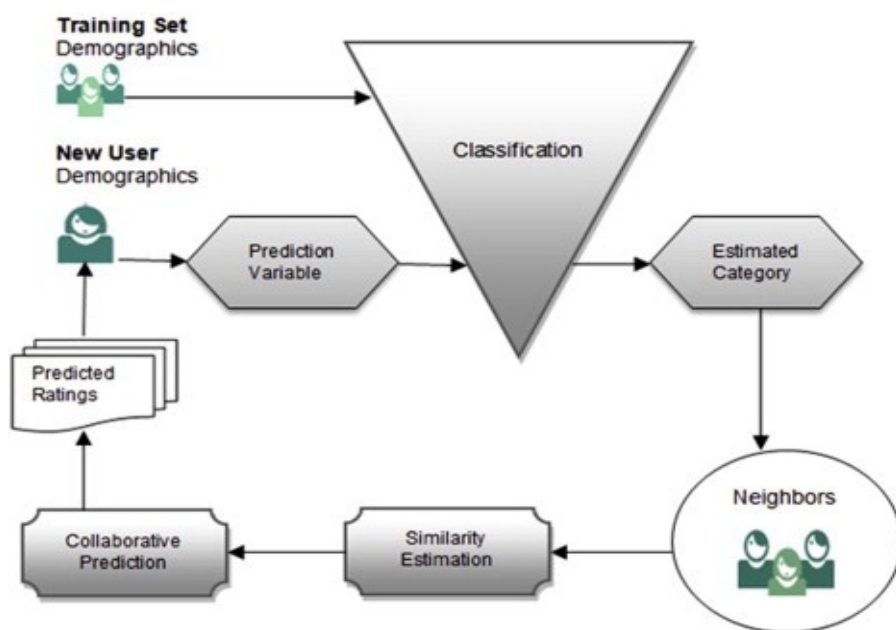 Training Set
Demographics
New User
Demographics
Classification
Prediction
Variable
Estimated
Category
Predicted
Ratings
Neighbors
Collaborative
Prediction
Similarity
Estimation